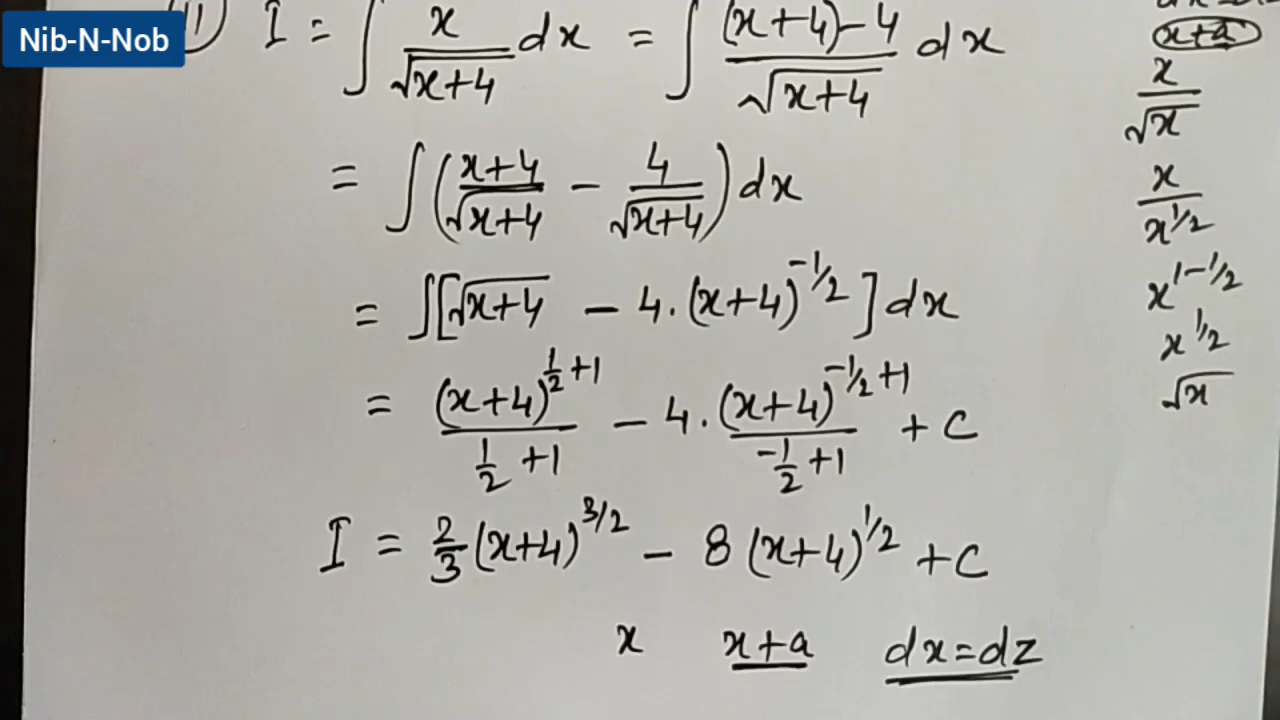 Nib-N-Nob
11) I = ∫ x/√(x+4) dx = ∫ ((x+4)-4)/√(x+4) dx
= ∫ ( (x+4)/√(x+4) - 4/√(x+4) ) dx
= ∫ [ √(x+4) - 4.(x+4)^(-1/2) ] dx
= (x+4)^(1/2+1)/(1/2+1) - 4.(x+4)^(-1/2+1)/(-1/2+1) + C
I = 2/3 (x+4)^(3/2) - 8 (x+4)^(1/2) + C
x x+a dx=dz
x+a
x/√x
x/x^(1/2)
x^(1-1/2)
x^(1/2)
√x